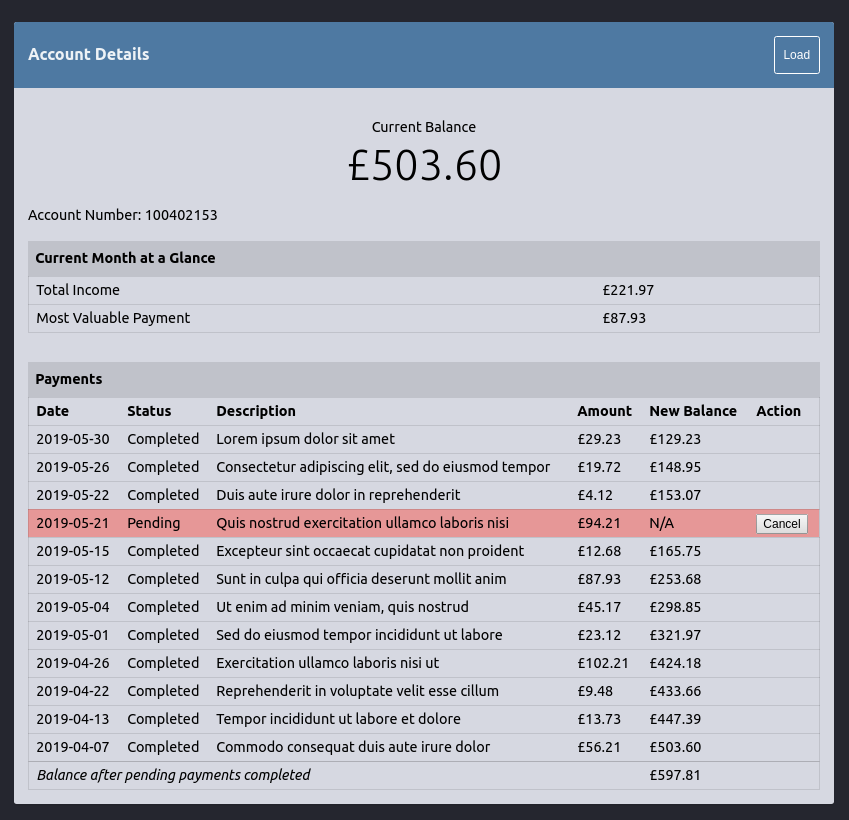 Account Details
Load
Current Balance
£503.60
Account Number: 100402153
Current Month at a Glance
Total Income £221.97
Most Valuable Payment £87.93
Payments
Date Status Description Amount New Balance Action
2019-05-30 Completed Lorem ipsum dolor sit amet £29.23 £129.23
2019-05-26 Completed Consectetur adipiscing elit, sed do eiusmod tempor £19.72 £148.95
2019-05-22 Completed Duis aute irure dolor in reprehenderit £4.12 £153.07
2019-05-21 Pending Quis nostrud exercitation ullamco laboris nisi £94.21 N/A Cancel
2019-05-15 Completed Excepteur sint occaecat cupidatat non proident £12.68 £165.75
2019-05-12 Completed Sunt in culpa qui officia deserunt mollit anim £87.93 £253.68
2019-05-04 Completed Ut enim ad minim veniam, quis nostrud £45.17 £298.85
2019-05-01 Completed Sed do eiusmod tempor incididunt ut labore £23.12 £321.97
2019-04-26 Completed Exercitation ullamco laboris nisi ut £102.21 £424.18
2019-04-22 Completed Reprehenderit in voluptate velit esse cillum £9.48 £433.66
2019-04-13 Completed Tempor incididunt ut labore et dolore £13.73 £447.39
2019-04-07 Completed Commodo consequat duis aute irure dolor £56.21 £503.60
Balance after pending payments completed £597.81